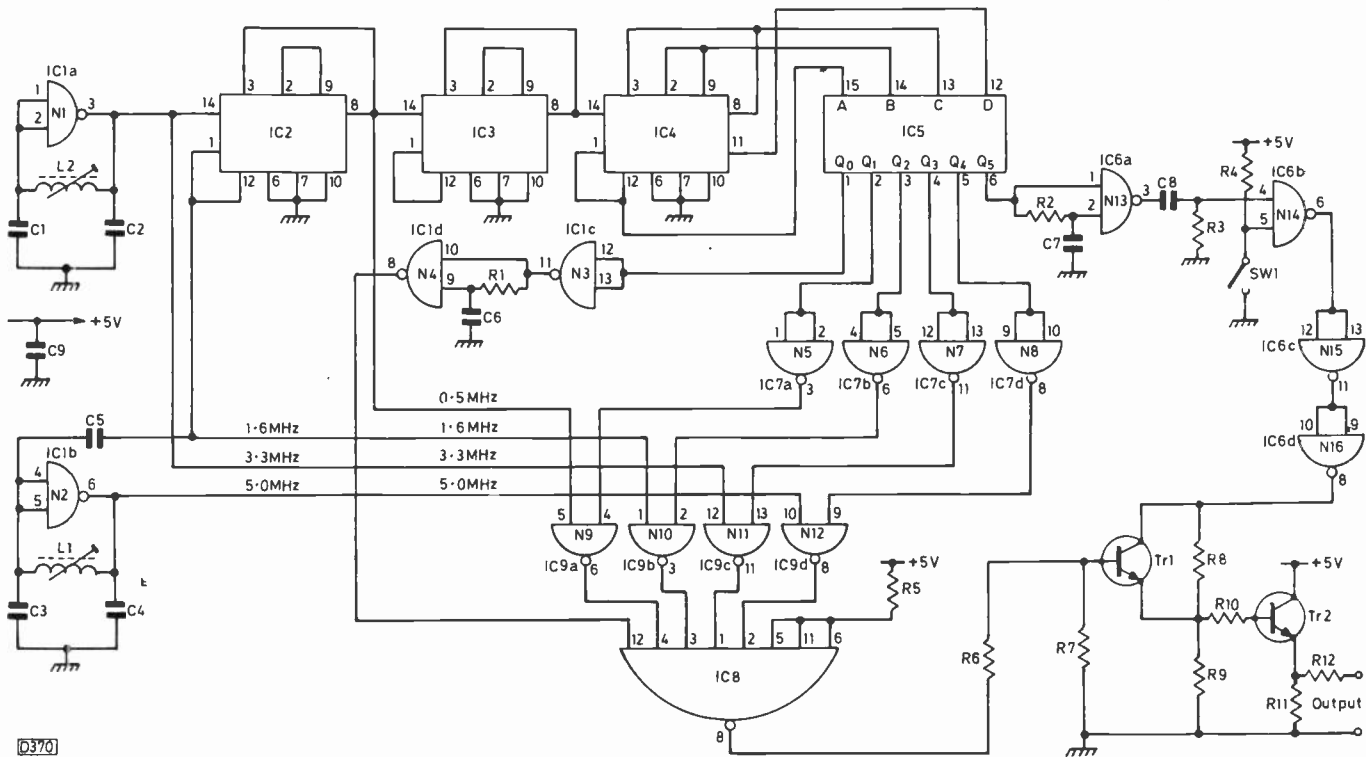 IC1a
1
2
N1
3
L2
C1
C2
+5V
C9
3
2
9
14
8
IC2
1
12
6
7
10
3
2
9
14
8
IC3
1
12
6
7
10
3
2
9
14
8
IC4
11
1
12
6
7
10
15
14
13
12
A
B
C
D
IC5
Q0
Q1
Q2
Q3
Q4
Q5
1
2
3
4
5
6
IC6a
1
2
N13
3
R2
C7
C8
R3
+5V
R4
IC6b
4
5
N14
6
SW1
IC1d
8
N4
10
9
R1
C6
IC1c
11
N3
12
13
1
2
N5
IC7a
3
4
5
N6
IC7b
6
12
13
N7
IC7c
11
9
10
N8
IC7d
8
IC6c
12
13
N15
11
IC6d
10
9
N16
8
C5
IC1b
4
5
N2
6
L1
E
C3
C4
0·5MHz
1·6MHz
1·6MHz
3·3MHz
3·3MHz
5·0MHz
5·0MHz
5
4
N9
IC9a
6
1
2
N10
IC9b
3
12
13
N11
IC9c
11
10
9
N12
IC9d
8
+5V
R5
12
4
3
1
2
5
11
6
IC8
8
R6
R7
Tr1
R8
R9
R10
+5V
Tr2
R12
R11
Output
D370